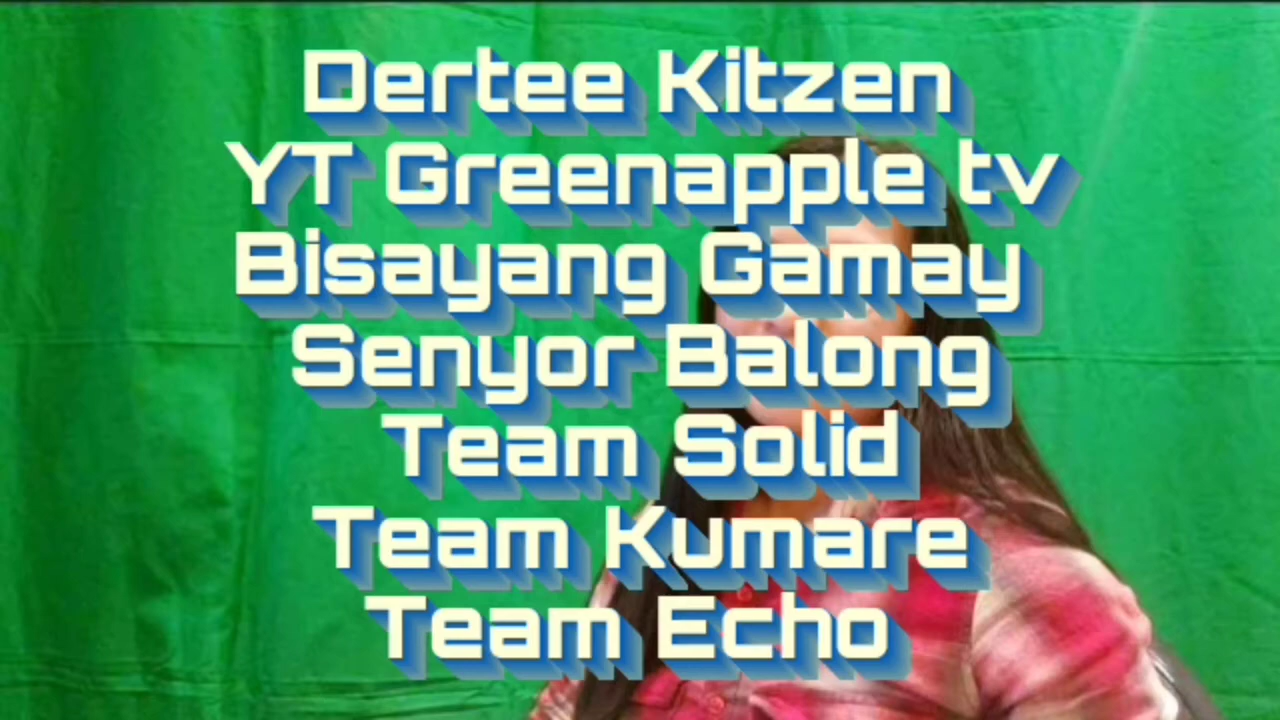 Dertee Kitzen
YT Greenapple tv
Bisayang Gamay
Senyor Balong
Team Solid
Team Kumare
Team Echo